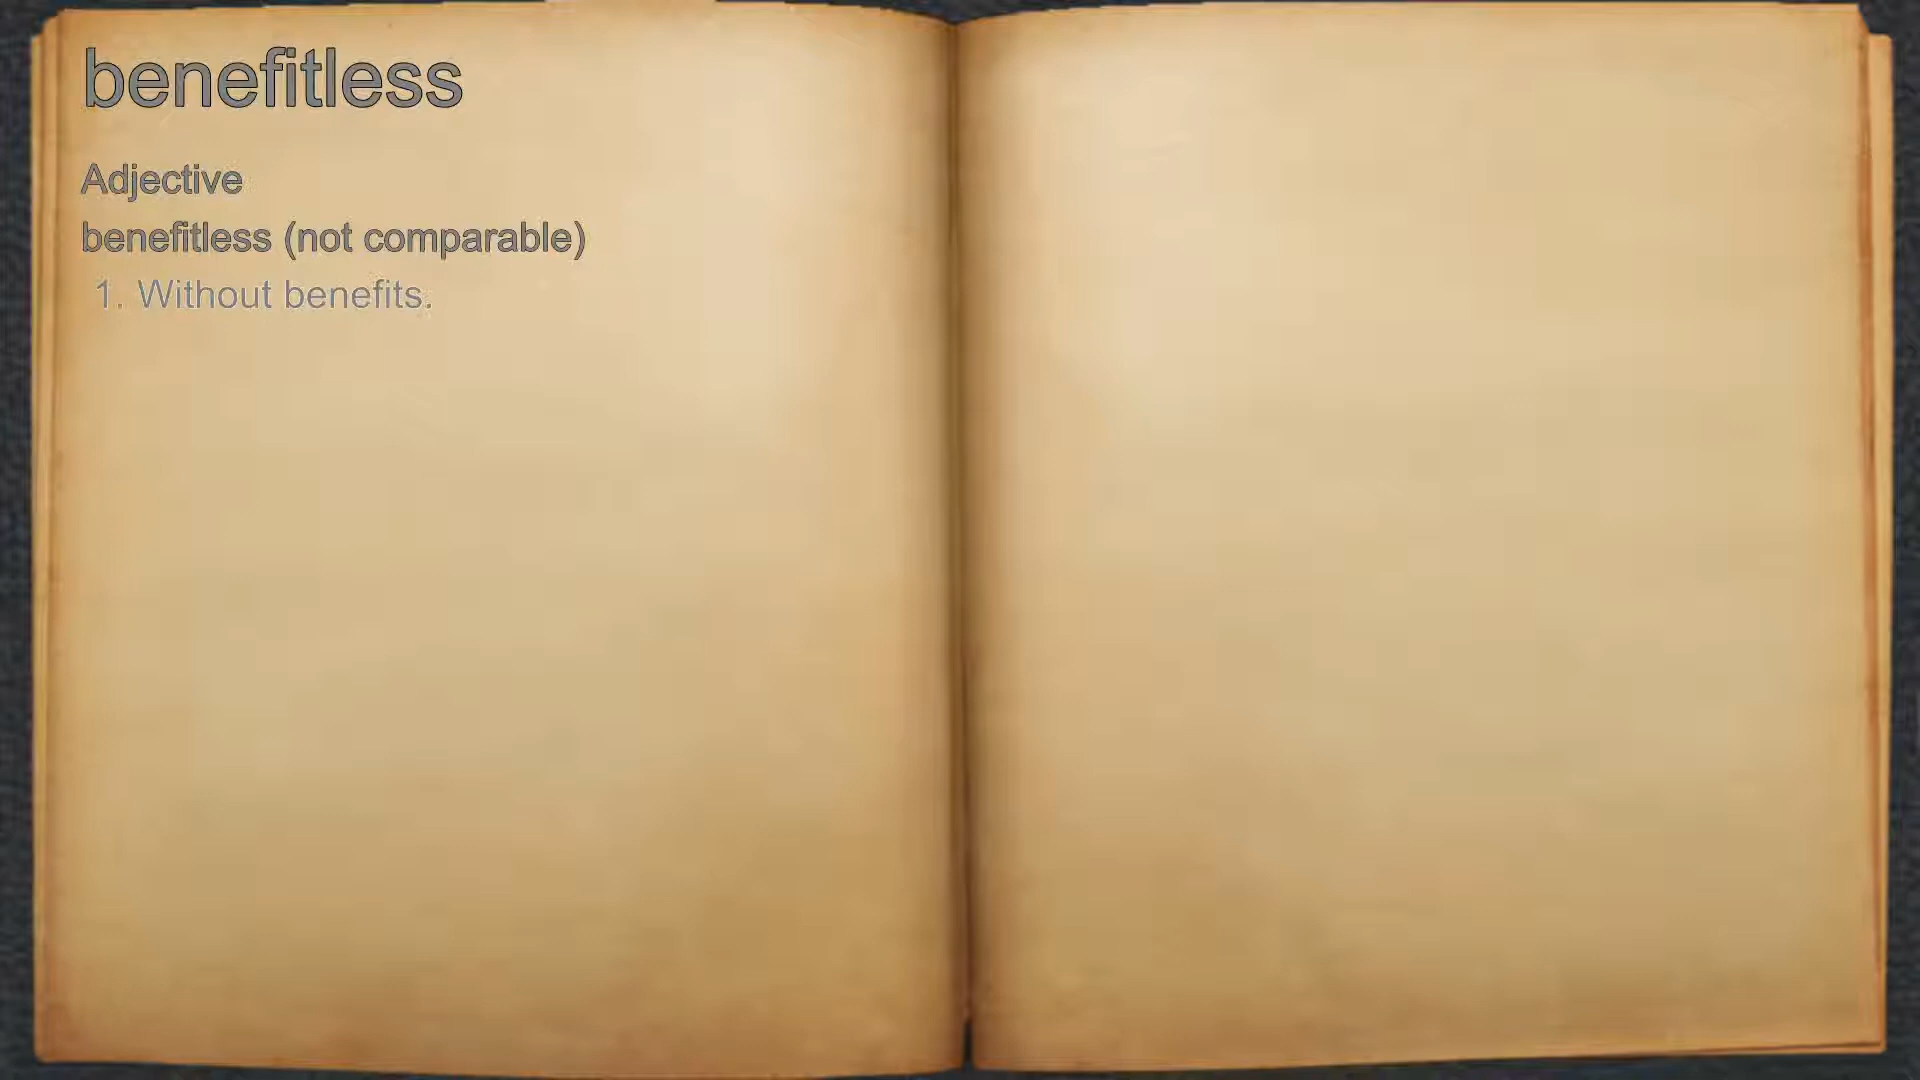 benefitless
Adjective
benefitless (not comparable)
1. Without benefits.